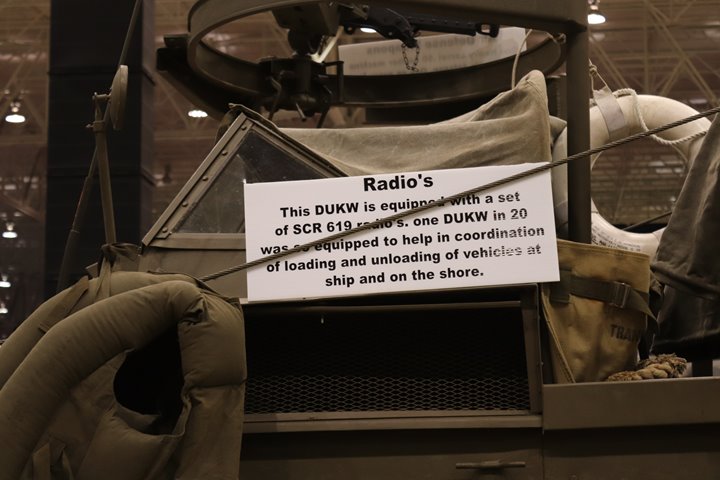 Radio's
This DUKW is equipped with a set
of SCR 619 radio's. one DUKW in 20
was so equipped to help in coordination
of loading and unloading of vehicles at
ship and on the shore.